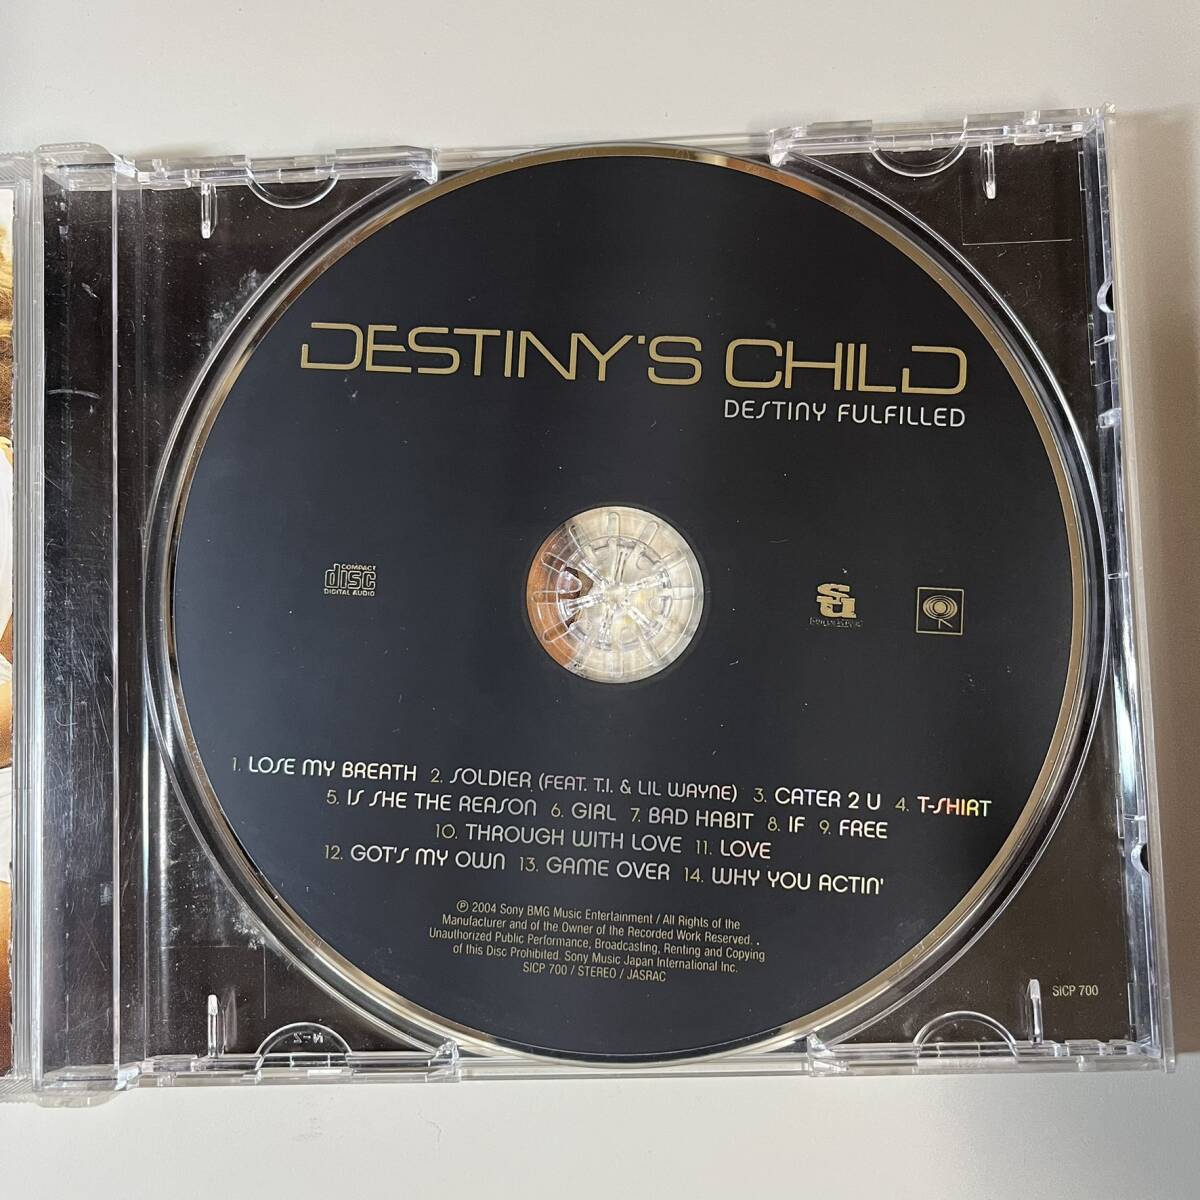 DESTINY'S CHILD
DESTINY FULFILLED
COMPACT
disc
DIGITAL AUDIO
1. LOSE MY BREATH 2. SOLDIER (FEAT. T.I. & LIL WAYNE) 3. CATER 2 U 4. T-SHIRT
5. IS SHE THE REASON 6. GIRL 7. BAD HABIT 8. IF 9. FREE
10. THROUGH WITH LOVE 11. LOVE
12. GOT'S MY OWN 13. GAME OVER 14. WHY YOU ACTIN'
℗ 2004 Sony BMG Music Entertainment / All Rights of the
Manufacturer and of the Owner of the Recorded Work Reserved.
Unauthorized Public Performance, Broadcasting, Renting and Copying
of this Disc Prohibited. Sony Music Japan International Inc.
SICP 700 / STEREO / JASRAC
SICP 700